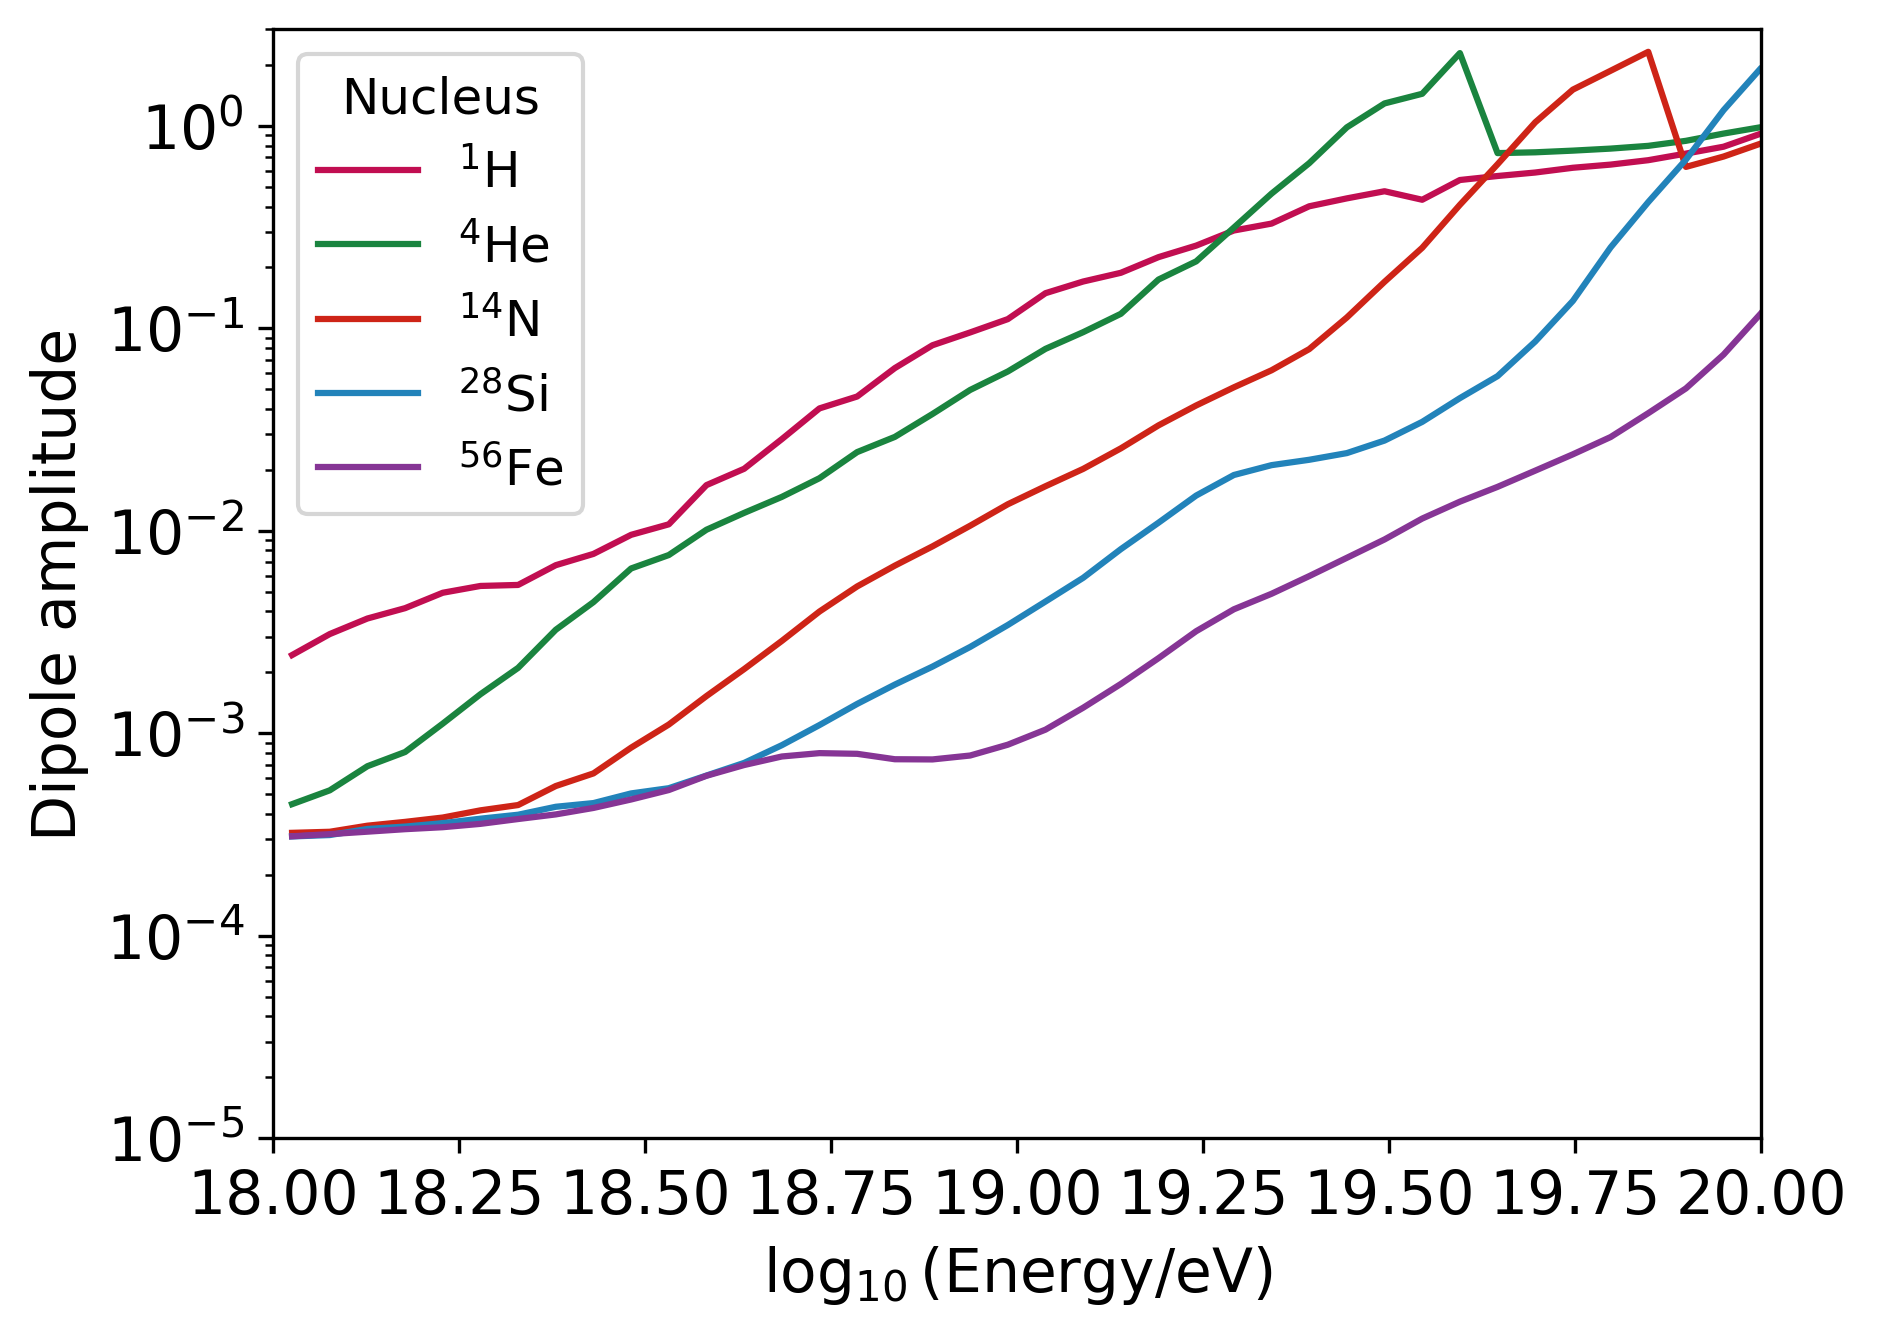 Nucleus
¹H
⁴He
¹⁴N
²⁸Si
⁵⁶Fe
10⁰
10⁻¹
10⁻²
10⁻³
10⁻⁴
10⁻⁵
Dipole amplitude
18.00 18.25 18.50 18.75 19.00 19.25 19.50 19.75 20.00
log₁₀ (Energy/eV)